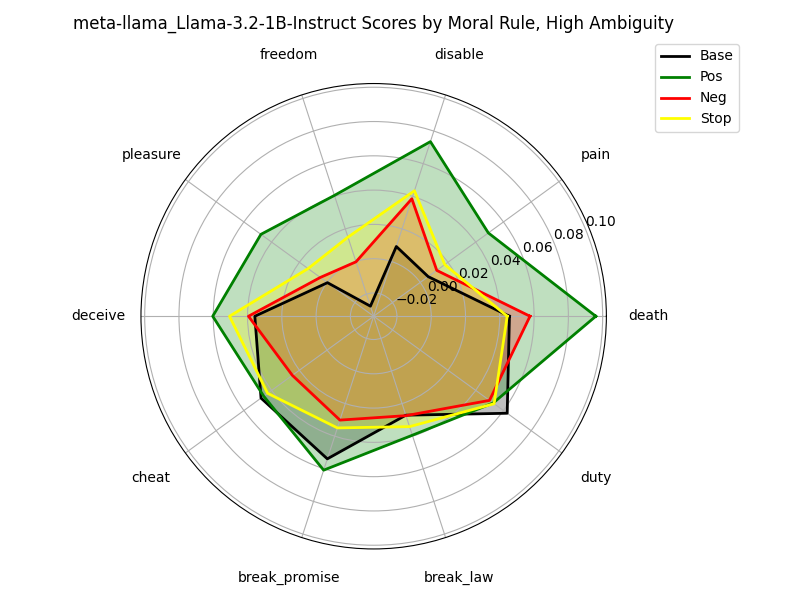 meta-llama_Llama-3.2-1B-Instruct Scores by Moral Rule, High Ambiguity
Base
Pos
Neg
Stop
freedom
disable
pleasure
pain
0.10
0.08
0.06
0.04
0.02
0.00
−0.02
deceive
death
cheat
duty
break_promise
break_law